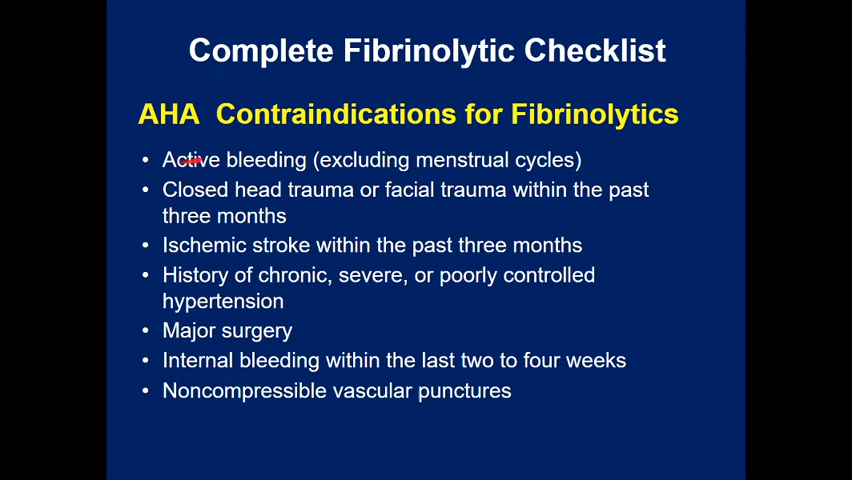 Complete Fibrinolytic Checklist
AHA Contraindications for Fibrinolytics
• Active bleeding (excluding menstrual cycles)
• Closed head trauma or facial trauma within the past
three months
• Ischemic stroke within the past three months
• History of chronic, severe, or poorly controlled
hypertension
• Major surgery
• Internal bleeding within the last two to four weeks
• Noncompressible vascular punctures